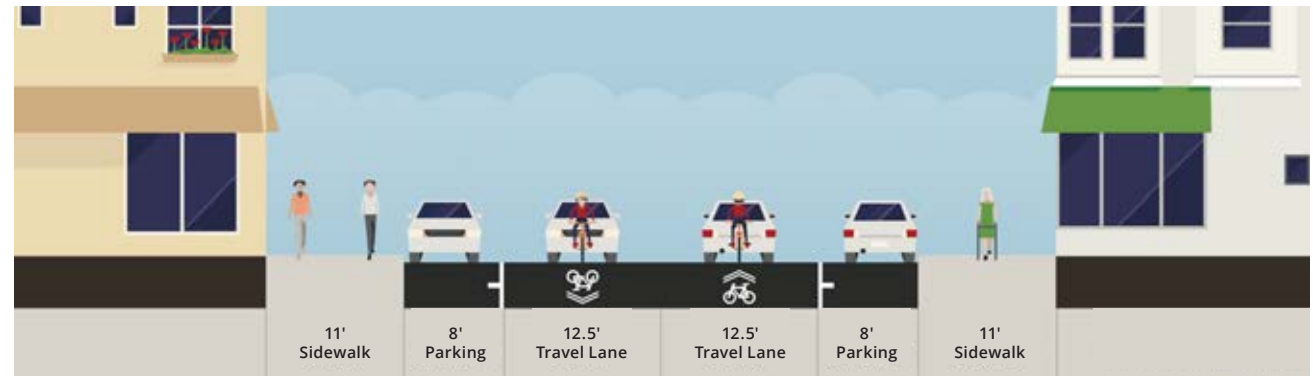 11'
Sidewalk
8'
Parking
12.5'
Travel Lane
12.5'
Travel Lane
8'
Parking
11'
Sidewalk